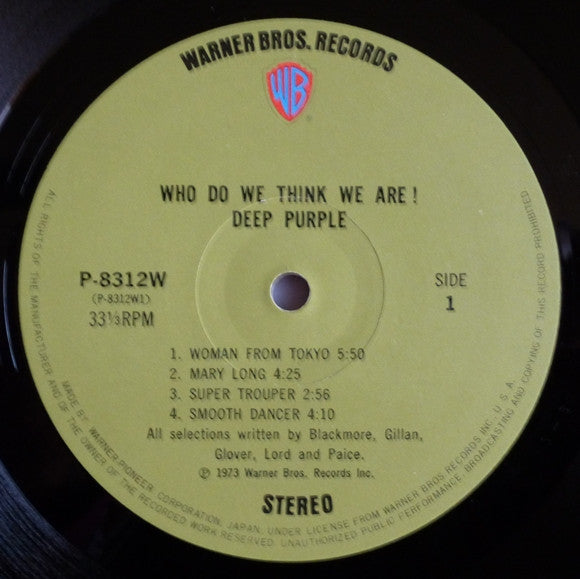 WARNER BROS. RECORDS
WB
WHO DO WE THINK WE ARE!
DEEP PURPLE
P-8312W
(P-8312W1)
33⅓RPM
SIDE
1
1. WOMAN FROM TOKYO 5:50
2. MARY LONG 4:25
3. SUPER TROUPER 2:56
4. SMOOTH DANCER 4:10
All selections written by Blackmore, Gillan,
Glover, Lord and Paice.
℗ 1973 Warner Bros. Records Inc.
STEREO
ALL RIGHTS OF THE MANUFACTURER AND OF THE OWNER OF THE RECORDED WORK RESERVED. UNAUTHORIZED PUBLIC PERFORMANCE, BROADCASTING AND COPYING OF THIS RECORD PROHIBITED
MADE BY WARNER-PIONEER CORPORATION, JAPAN, UNDER LICENSE FROM WARNER BROS. RECORDS INC. U.S.A.